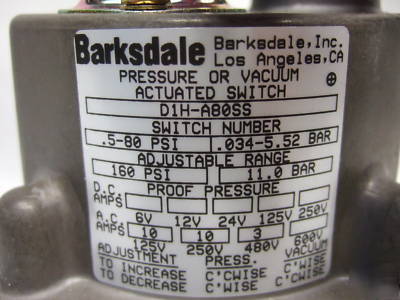 Barksdale Barksdale, Inc.
Los Angeles, CA
PRESSURE OR VACUUM
ACTUATED SWITCH
D1H-A80SS
SWITCH NUMBER
.5-80 PSI .034-5.52 BAR
ADJUSTABLE RANGE
160 PSI 11.0 BAR
PROOF PRESSURE
D.C. AMPS
6V 12V 24V 125V 250V
A.C. AMPS 10 10 3
125V 250V 480V 600V
ADJUSTMENT PRESS. VACUUM
TO INCREASE C'CWISE C'WISE
TO DECREASE C'WISE C'CWISE